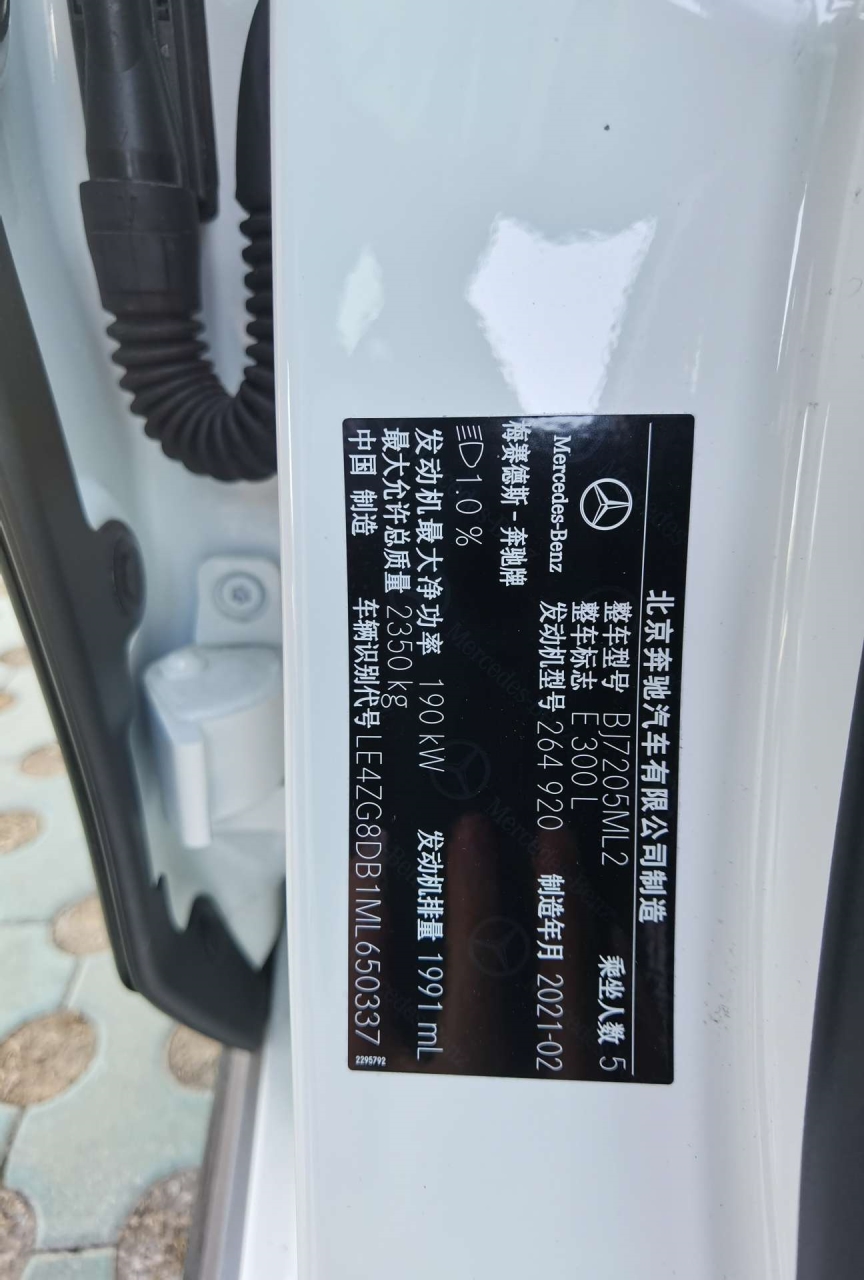 北京奔驰汽车有限公司制造
Mercedes-Benz
整车型号 BJ7205ML2 乘坐人数 5
整车标志 E 300 L
梅赛德斯-奔驰牌 发动机型号 264 920 制造年月 2021-02
1.0 %
发动机最大净功率 190 kW 发动机排量 1991 mL
最大允许总质量 2350 kg
中国 制造 车辆识别代号 LE4ZG8DB1ML650337
2295792